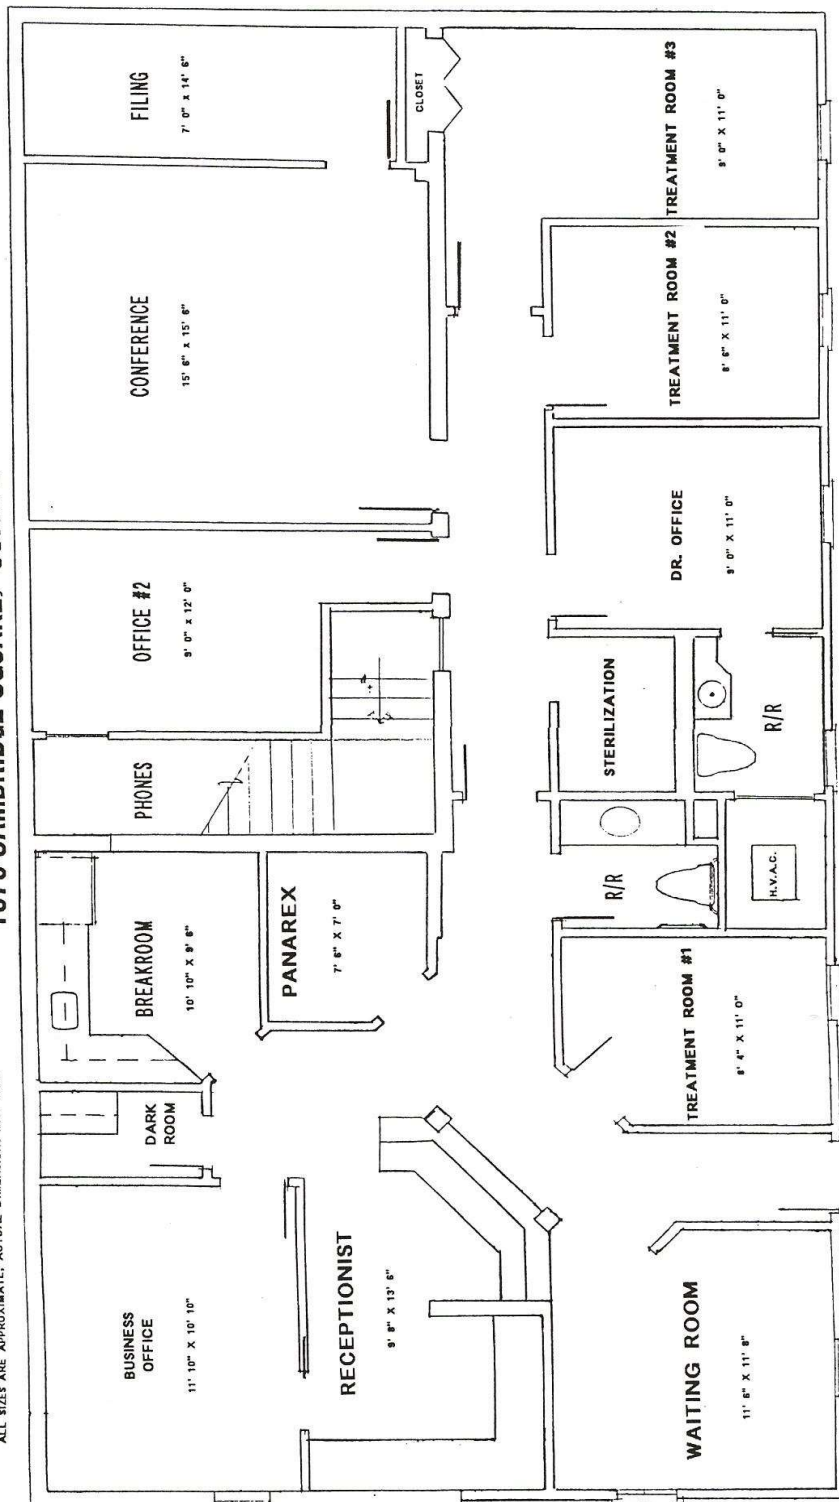 FILING
7' 0" x 14' 6"
CLOSET
TREATMENT ROOM #3
9' 0" X 11' 0"
CONFERENCE
15' 6" x 15' 6"
TREATMENT ROOM #2
8' 6" X 11' 0"
OFFICE #2
9' 0" x 12' 0"
DR. OFFICE
9' 0" X 11' 0"
STERILIZATION
R/R
PHONES
R/R
H.V.A.C.
BREAKROOM
10' 10" X 9' 6"
PANAREX
7' 6" X 7' 0"
TREATMENT ROOM #1
8' 4" X 11' 0"
DARK
ROOM
BUSINESS
OFFICE
11' 10" X 10' 10"
RECEPTIONIST
9' 8" X 13' 6"
WAITING ROOM
11' 6" X 11' 8"
ALL SIZES ARE APPROXIMATE, ACTUAL